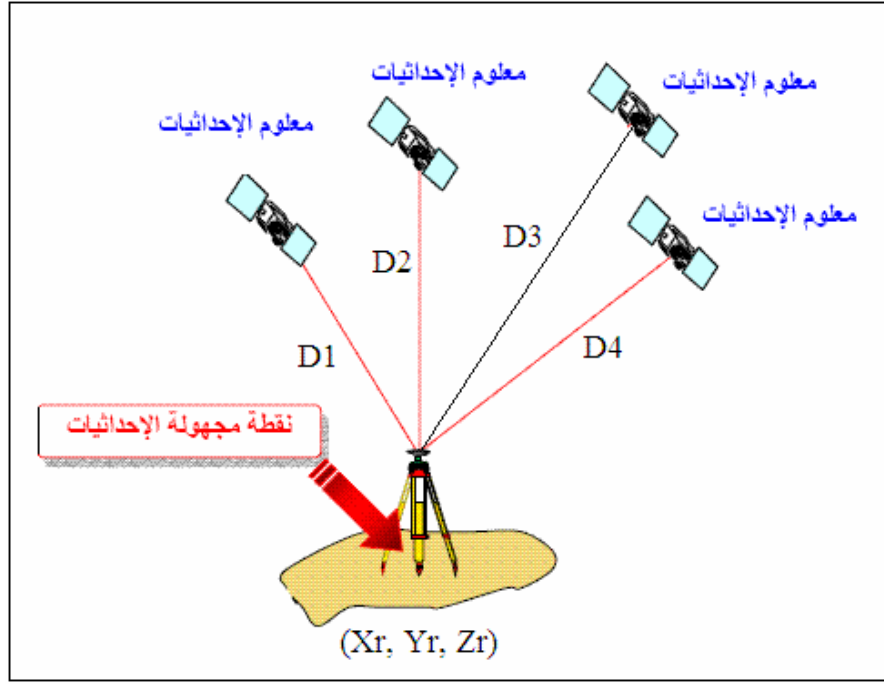 معلوم الإحداثيات
معلوم الإحداثيات
معلوم الإحداثيات
معلوم الإحداثيات
D1
D2
D3
D4
نقطة مجهولة الإحداثيات
(Xr, Yr, Zr)